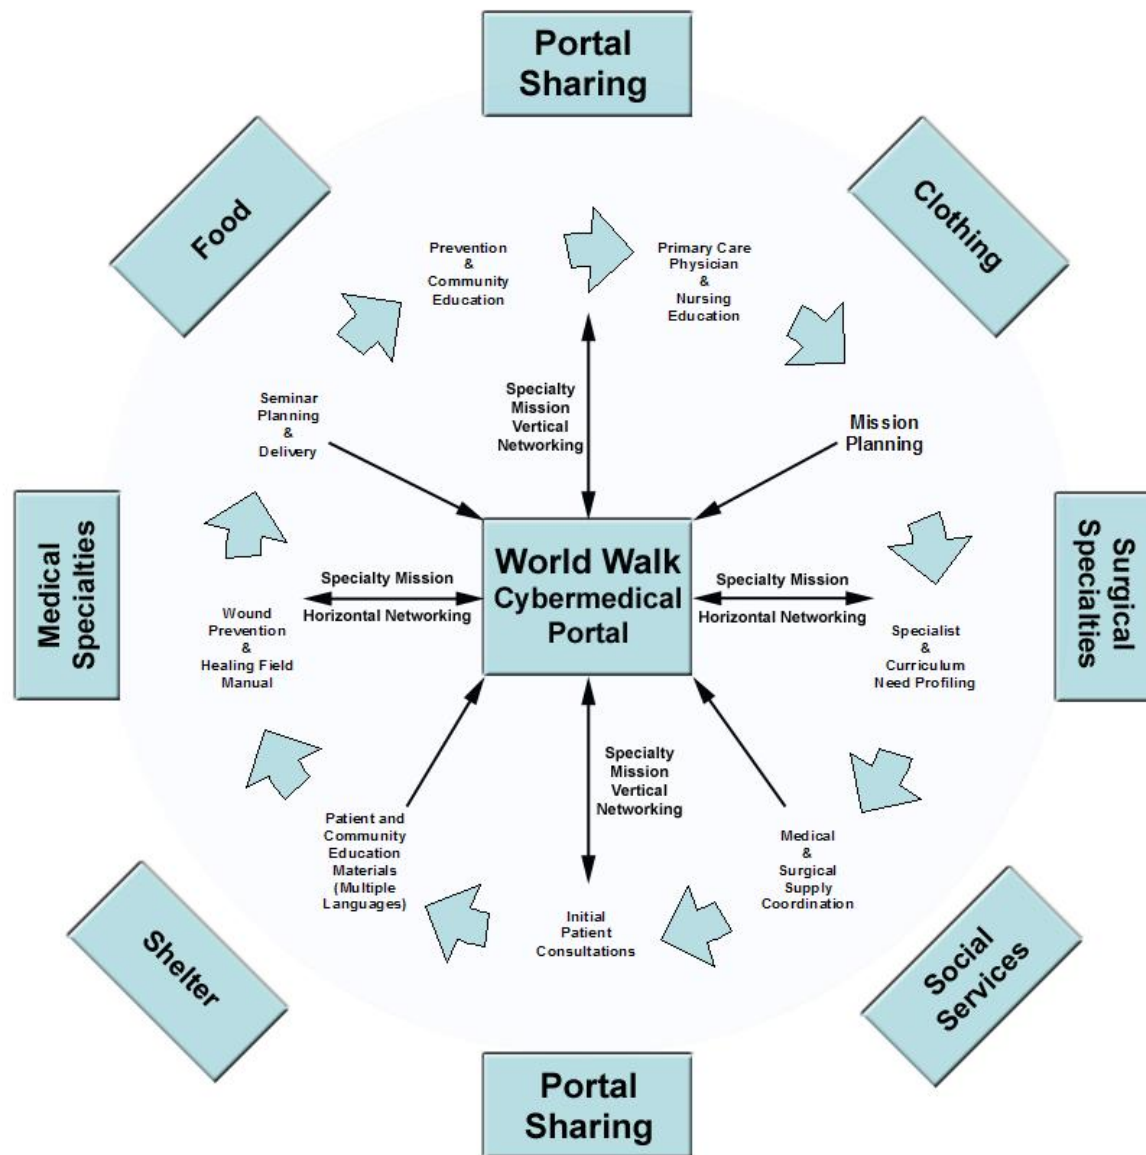 Portal
Sharing
Food
Clothing
Prevention
&
Community
Education
Primary Care
Physician
&
Nursing
Education
Specialty
Mission
Vertical
Networking
Seminar
Planning
&
Delivery
Mission
Planning
Medical
Specialties
Surgical
Specialties
World Walk
Cybermedical
Portal
Specialty Mission
Horizontal Networking
Specialty Mission
Horizontal Networking
Wound
Prevention
&
Healing Field
Manual
Specialist
&
Curriculum
Need Profiling
Specialty
Mission
Vertical
Networking
Patient and
Community
Education
Materials
(Multiple
Languages)
Medical
&
Surgical
Supply
Coordination
Initial
Patient
Consultations
Shelter
Social
Services
Portal
Sharing